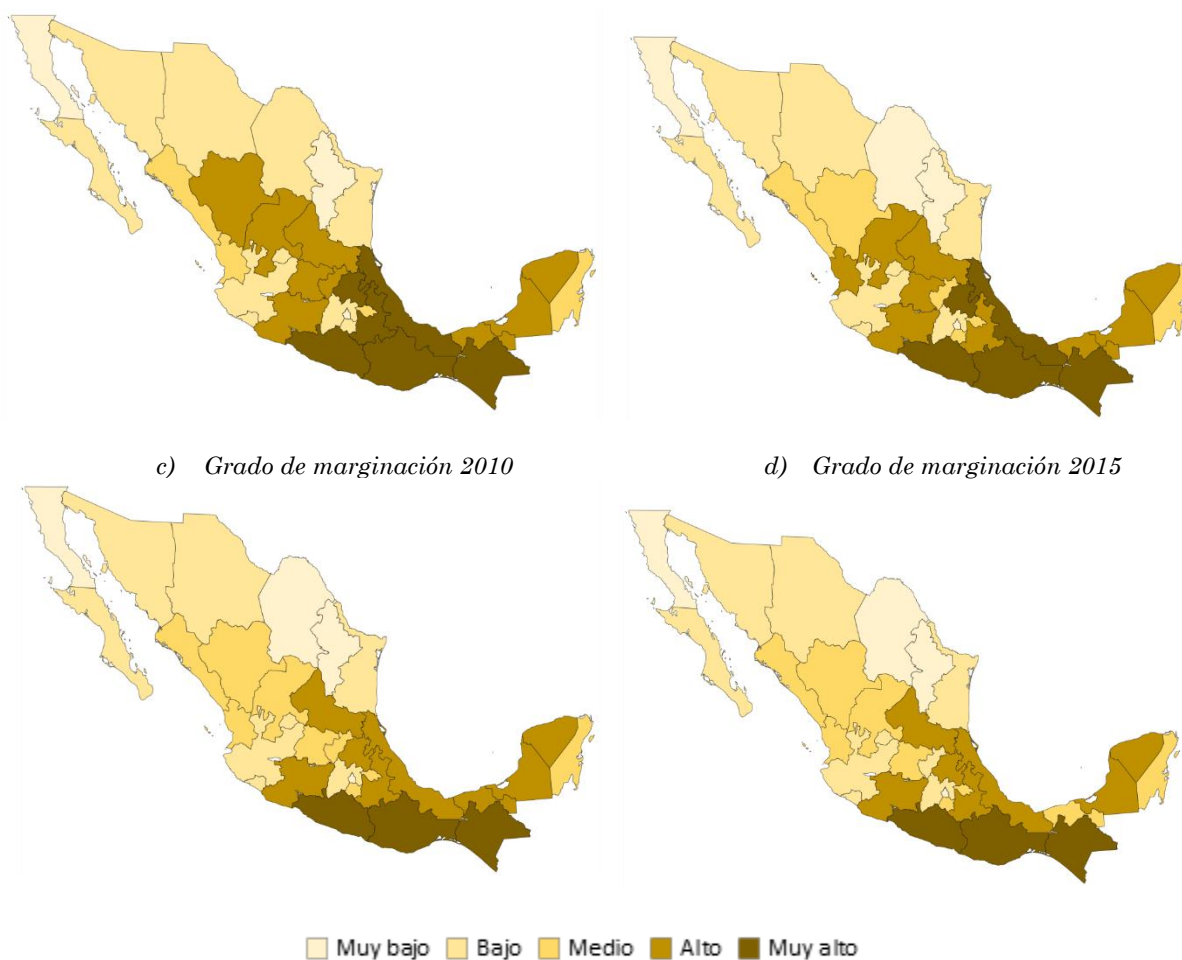 c) Grado de marginación 2010
d) Grado de marginación 2015
Muy bajo Bajo Medio Alto Muy alto